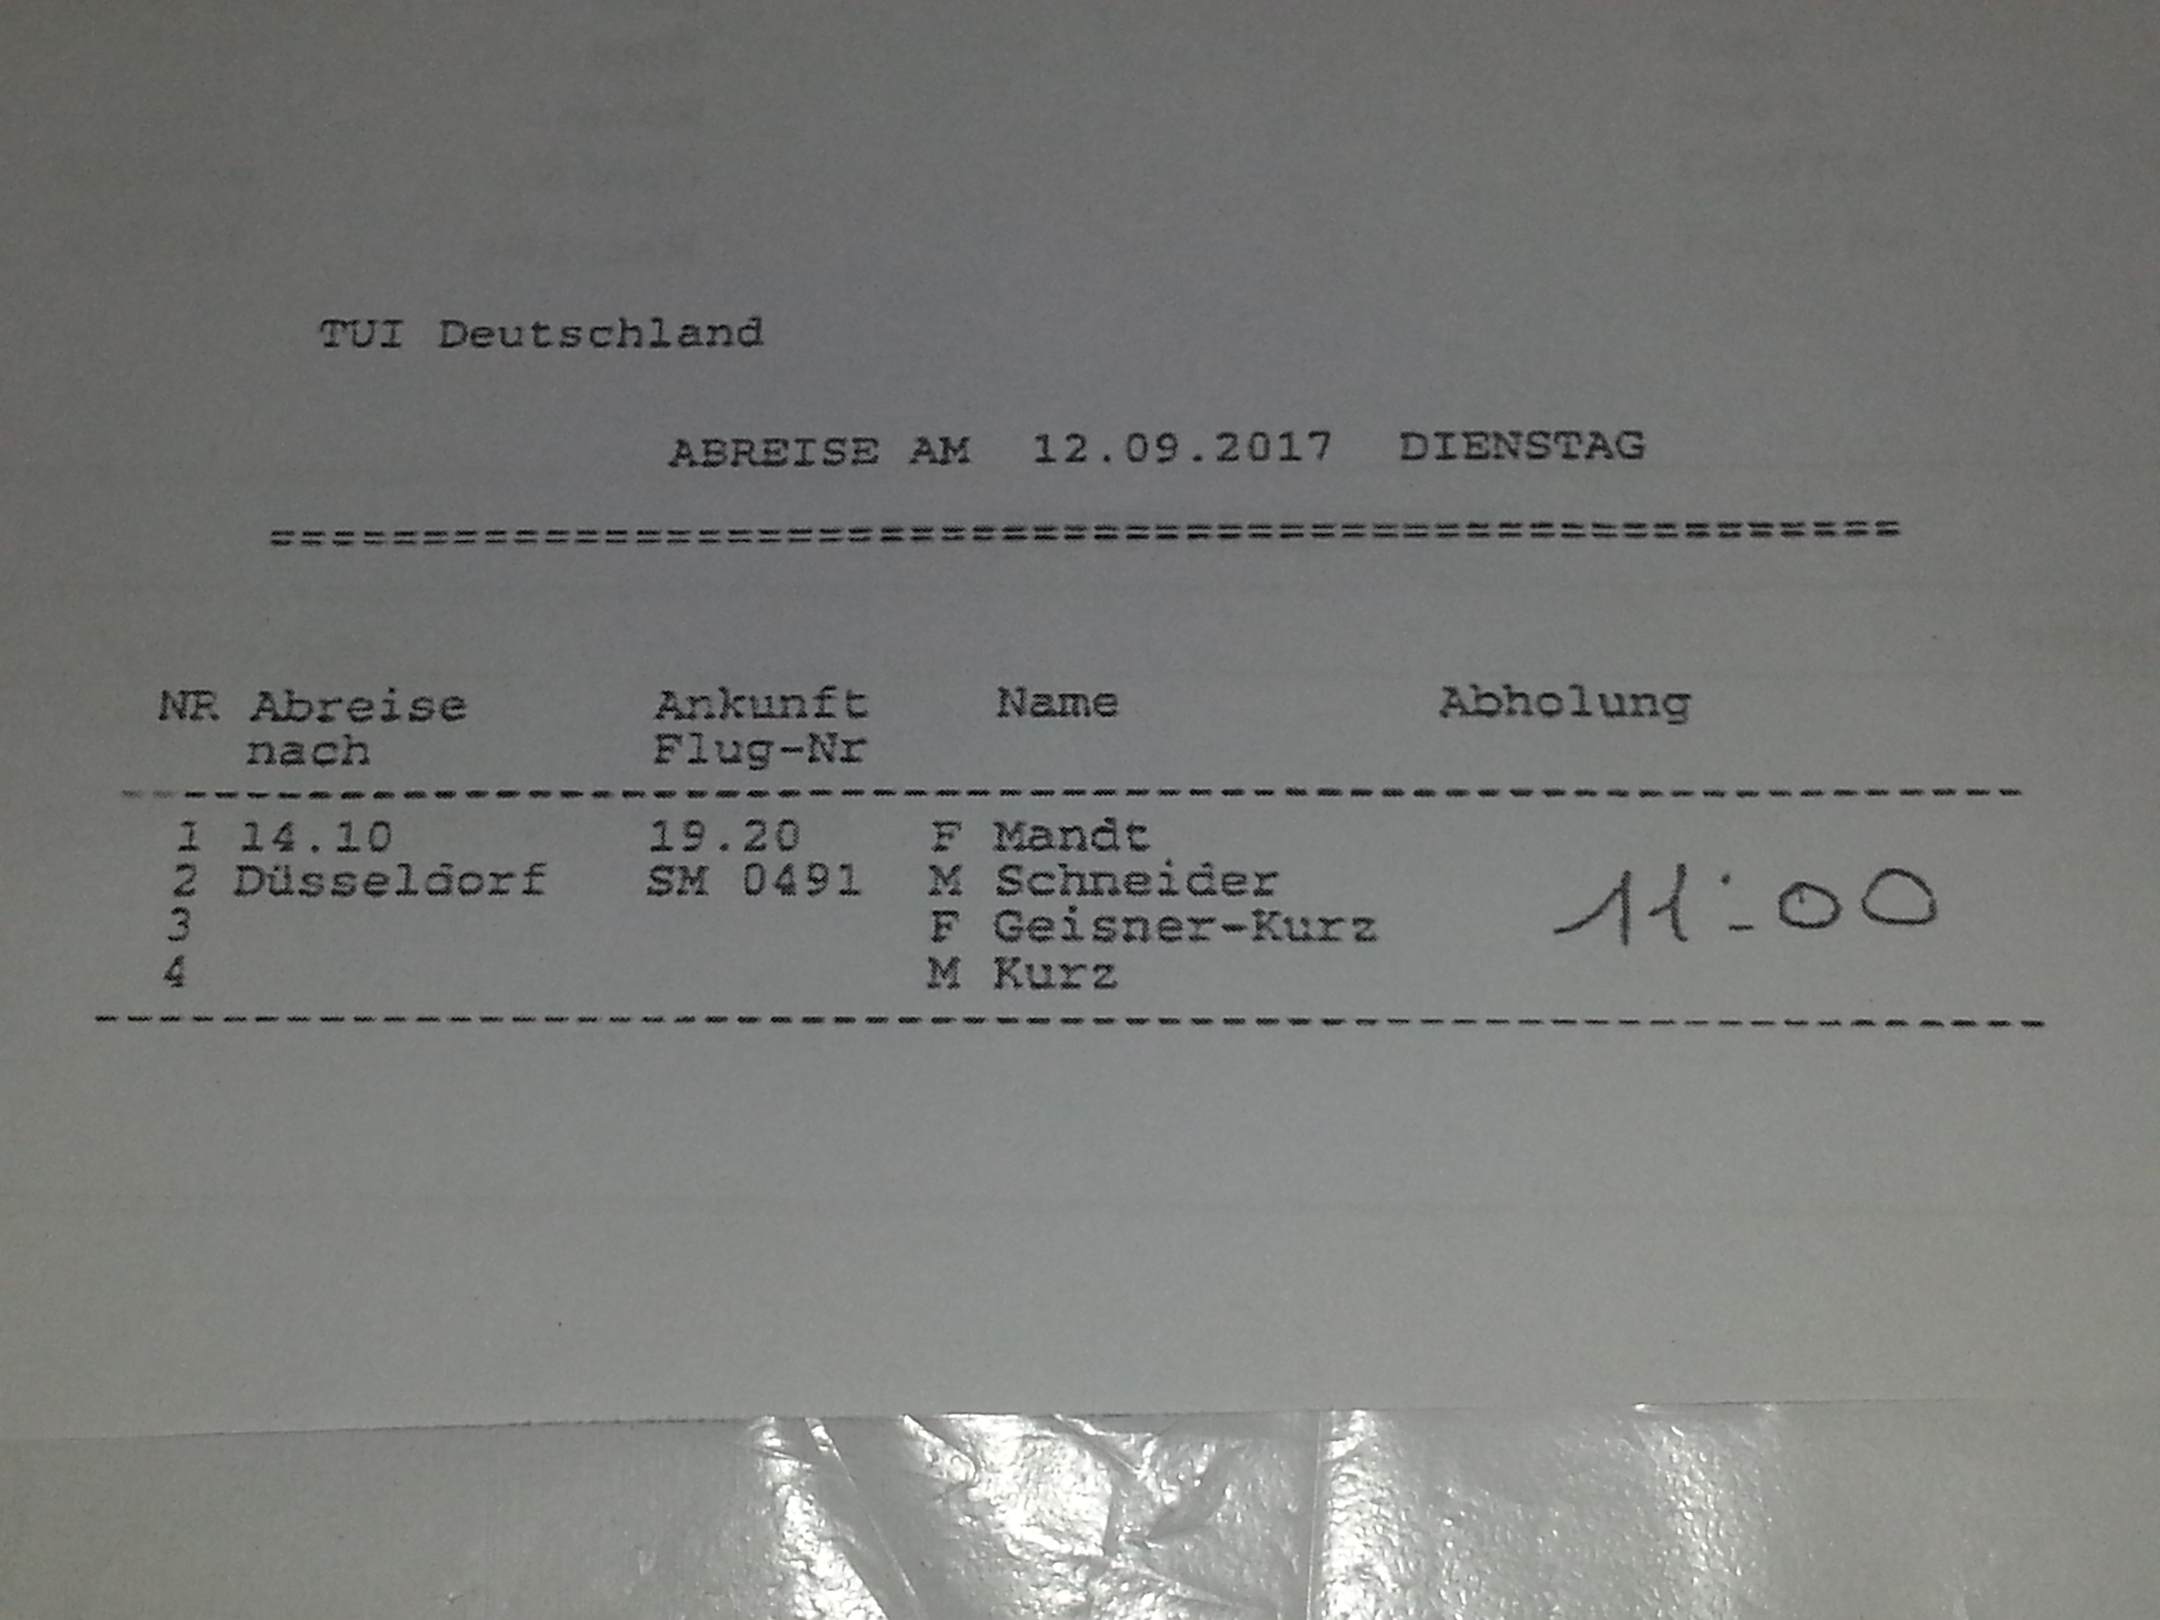 TUI Deutschland
ABREISE AM 12.09.2017 DIENSTAG
=====================================================
NR Abreise Ankunft Name Abholung
nach Flug-Nr
------------------------------------------------------------
1 14.10 19.20 F Mandt
2 Düsseldorf SM 0491 M Schneider
3 F Geisner-Kurz 11:00
4 M Kurz
------------------------------------------------------------